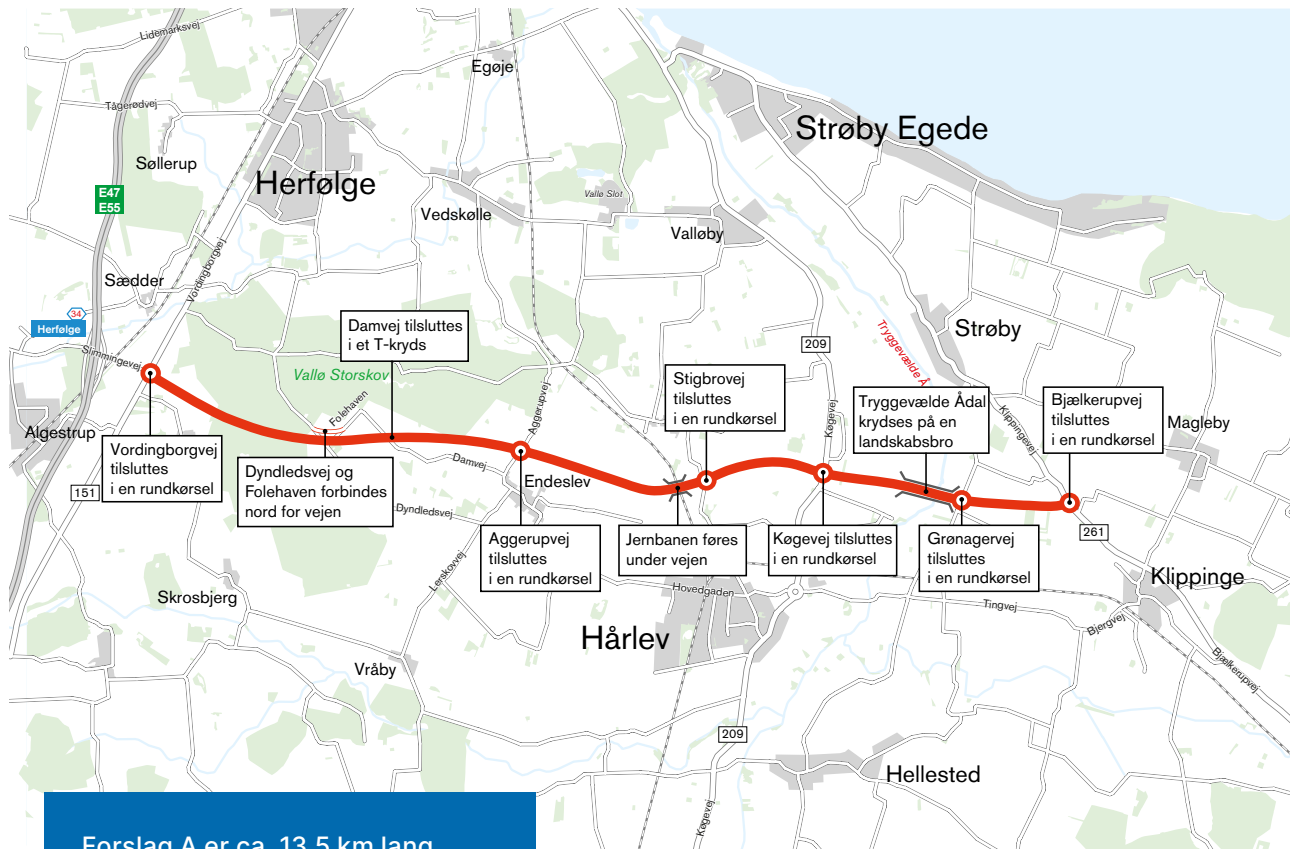 Lidemarksvej
Egøje
Tågerødvej
Strøby Egede
Søllerup
Herfølge
E47
E55
Vallø Slot
Vedskølle
Valløby
Vordingborgvej
Sædder
34
Herfølge
Simmingevej
Damvej tilsluttes
i et T-kryds
Strøby
209
Tryggevælde Å
Vallø Storskov
Stigbrovej
tilsluttes
i en rundkørsel
Tryggevælde Ådal
krydses på en
landskabsbro
Bjælkerupvej
tilsluttes
i en rundkørsel
Folehaven
Aggerupvej
Køgevej
Klippingevej
Magleby
Algestrup
Vordingborgvej
tilsluttes
i en rundkørsel
Dyndledsvej og
Folehaven forbindes
nord for vejen
Damvej
Endeslev
151
Dyndledsvej
Aggerupvej
tilsluttes
i en rundkørsel
Jernbanen føres
under vejen
Køgevej tilsluttes
i en rundkørsel
Grønagervej
tilsluttes
i en rundkørsel
261
Klippinge
Lerskovvej
Hovedgaden
Tingvej
Skrosbjerg
Bjergvej
Hårlev
Vråby
Bjælkerupvej
209
Hellested
Køgevej
Forslag A er ca. 13,5 km lang